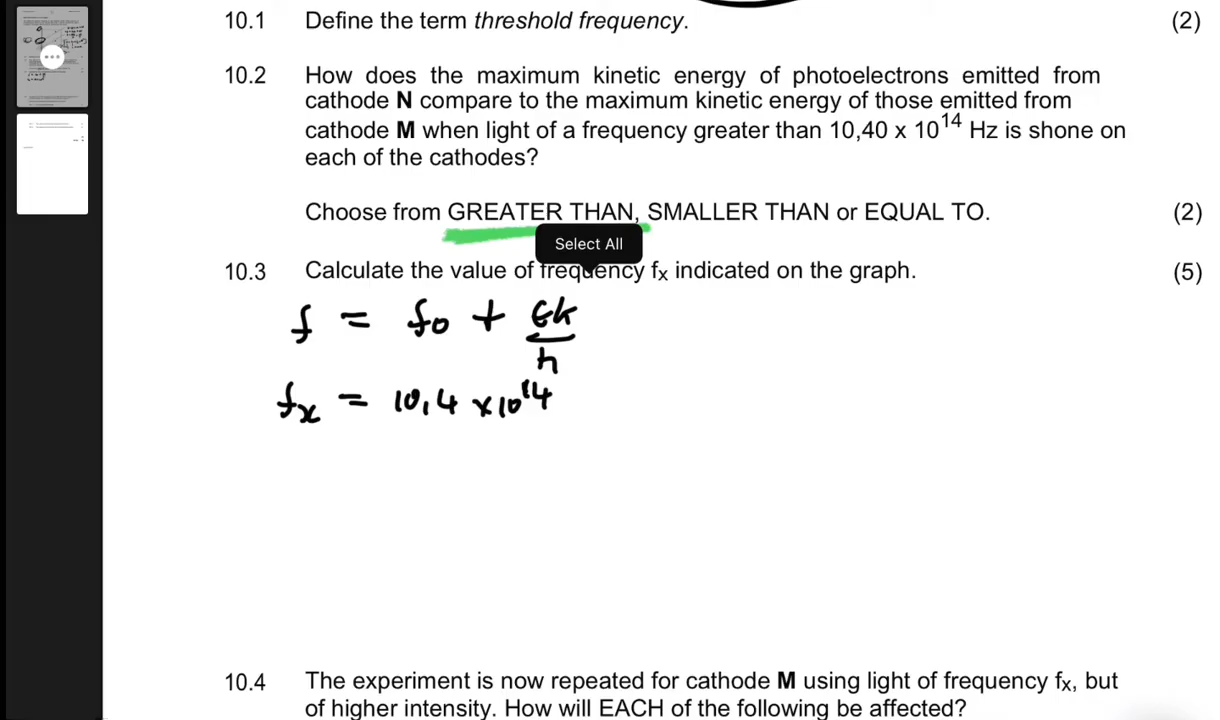 10.1 Define the term threshold frequency. (2)
10.2 How does the maximum kinetic energy of photoelectrons emitted from
cathode N compare to the maximum kinetic energy of those emitted from
cathode M when light of a frequency greater than 10,40 x 10¹⁴ Hz is shone on
each of the cathodes?
Choose from GREATER THAN, SMALLER THAN or EQUAL TO. (2)
Select All
10.3 Calculate the value of frequency fₓ indicated on the graph. (5)
f = f₀ + Ek/h
fₓ = 10,4 x10¹⁴
10.4 The experiment is now repeated for cathode M using light of frequency fₓ, but
of higher intensity. How will EACH of the following be affected?